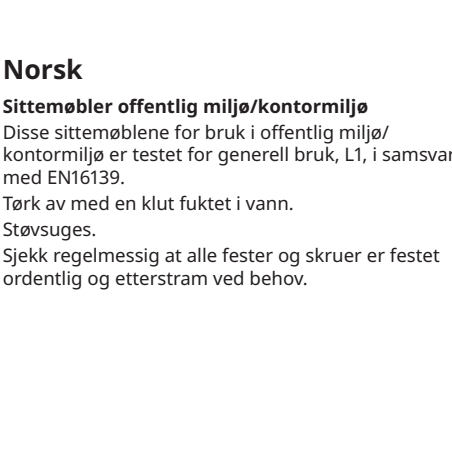 Norsk
Sittemøbler offentlig miljø/kontormiljø
Disse sittemøblene for bruk i offentlig miljø/
kontormiljø er testet for generell bruk, L1, i samsvar
med EN16139.
Tørk av med en klut fuktet i vann.
Støvsuges.
Sjekk regelmessig at alle fester og skruer er festet
ordentlig og etterstram ved behov.